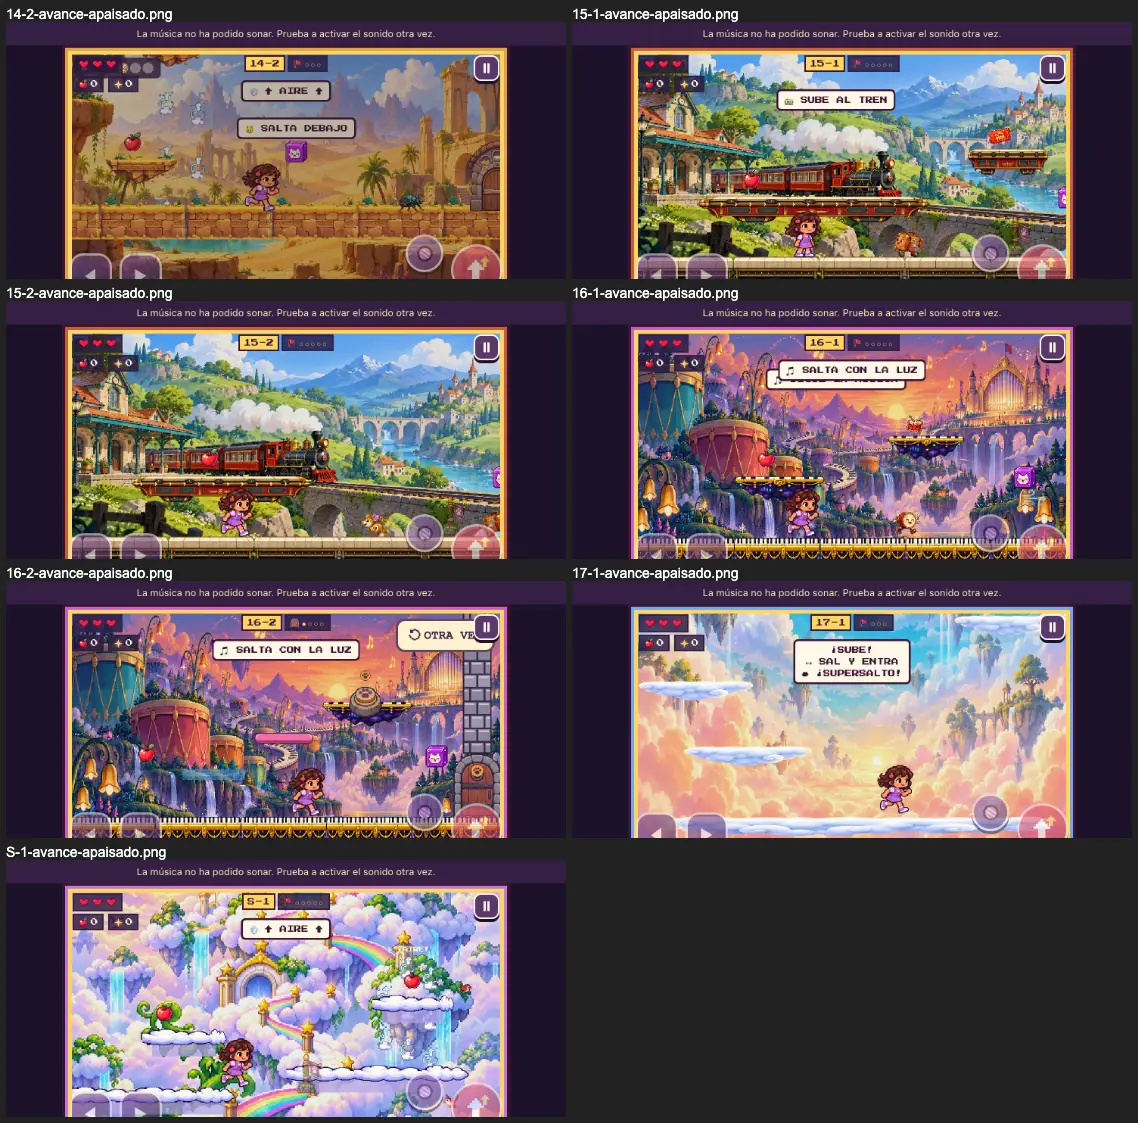 14-2-avance-apaisado.png
La música no ha podido sonar. Prueba a activar el sonido otra vez.
14-2
0
0
AIRE
SALTA DEBAJO
15-1-avance-apaisado.png
La música no ha podido sonar. Prueba a activar el sonido otra vez.
15-1
0
0
SUBE AL TREN
15-2-avance-apaisado.png
La música no ha podido sonar. Prueba a activar el sonido otra vez.
15-2
0
0
16-1-avance-apaisado.png
La música no ha podido sonar. Prueba a activar el sonido otra vez.
16-1
0
0
SALTA CON LA LUZ
16-2-avance-apaisado.png
La música no ha podido sonar. Prueba a activar el sonido otra vez.
16-2
0
0
OTRA VE
SALTA CON LA LUZ
17-1-avance-apaisado.png
La música no ha podido sonar. Prueba a activar el sonido otra vez.
17-1
0
0
¡SUBE!
SAL Y ENTRA
¡SUPERSALTO!
S-1-avance-apaisado.png
La música no ha podido sonar. Prueba a activar el sonido otra vez.
S-1
0
0
AIRE